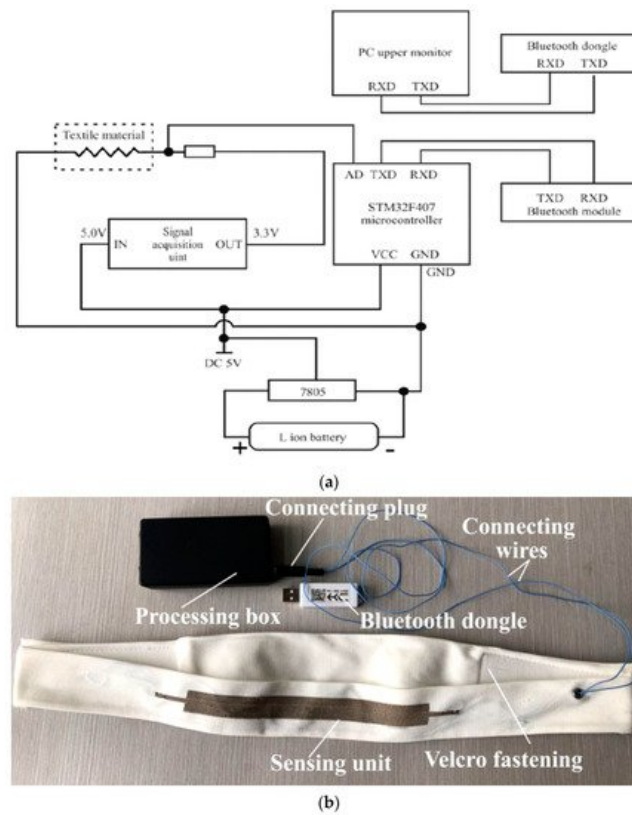 PC upper monitor
RXD TXD
Bluetooth dongle
RXD TXD
Textile material
AD TXD RXD
STM32F407
microcontroller
VCC GND
GND
TXD RXD
Bluetooth module
5.0V
IN
Signal
acquisition
uint
OUT
3.3V
DC 5V
7805
L ion battery
+ -
(a)
Connecting plug
Connecting
wires
Processing box
Bluetooth dongle
Sensing unit
Velcro fastening
(b)